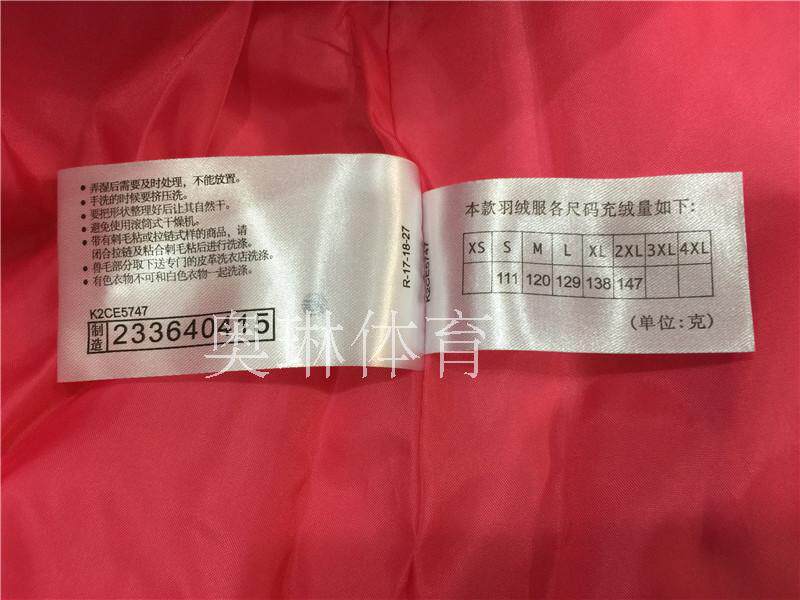 • 弄湿后需要及时处理，不能放置。
• 手洗的时候要挤压洗。
• 要把形状整理好后让其自然干。
• 避免使用滚筒式干燥机。
• 带有刺毛粘或拉链式样的商品，请
闭合拉链及粘合刺毛粘后进行洗涤。
• 兽毛部分取下送专门的皮革洗衣店洗涤。
• 有色衣物不可和白色衣物一起洗涤。
K2CE5747
制造 233640415
R-17-18-27
K2CE5747
本款羽绒服各尺码充绒量如下：
XS S M L XL 2XL 3XL 4XL
111 120 129 138 147
(单位:克)
奥琳体育